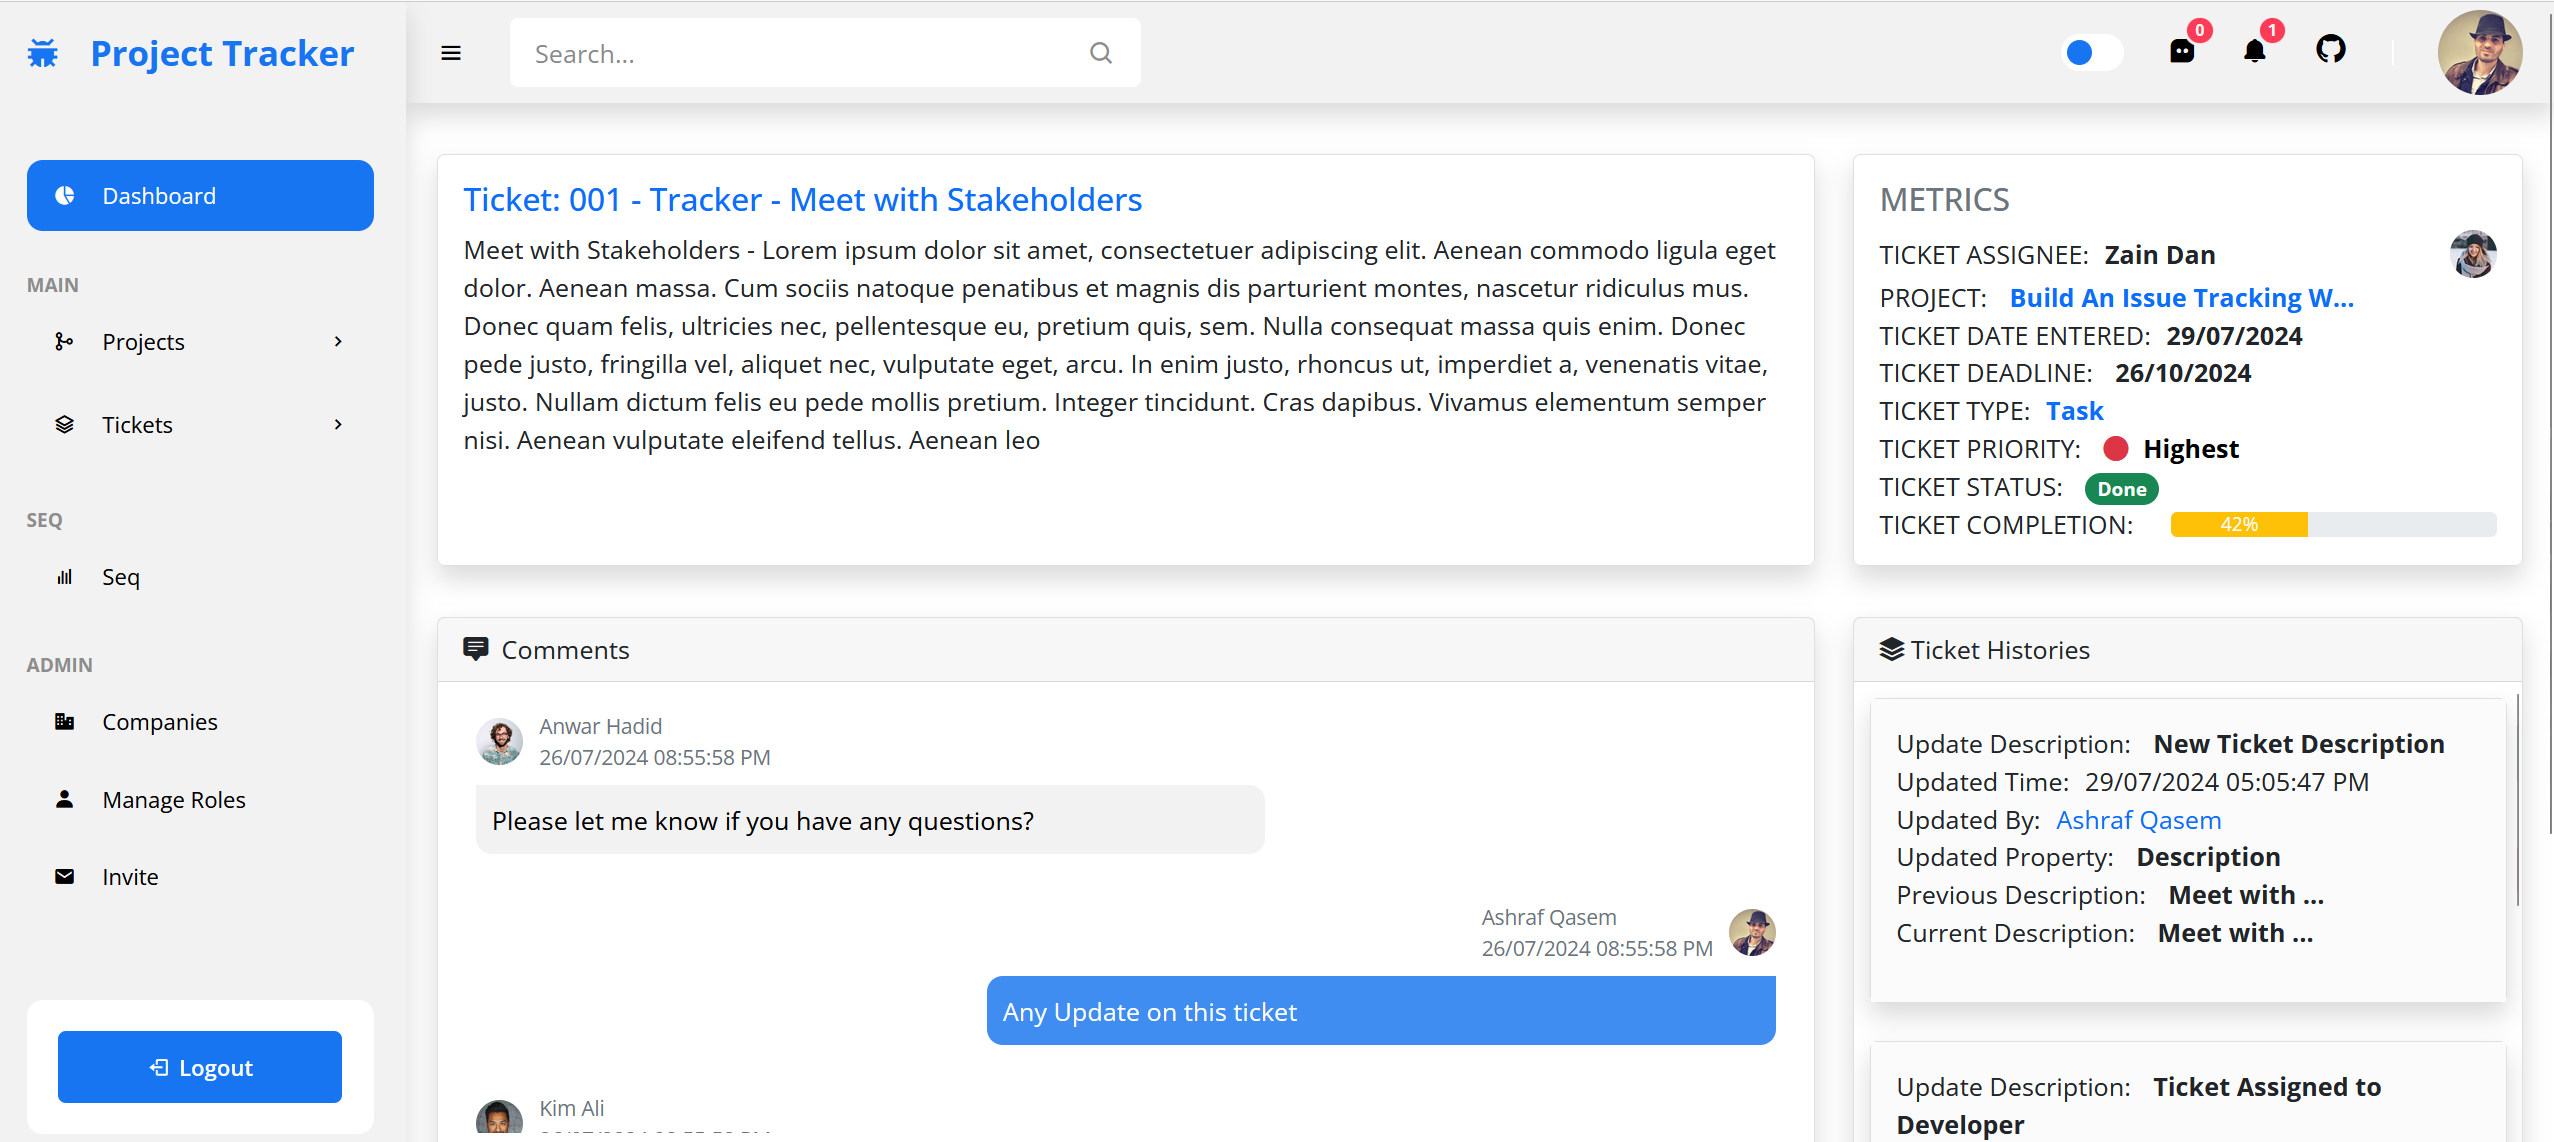 Project Tracker
Search...
0
1
Dashboard
MAIN
Projects
Tickets
SEQ
Seq
ADMIN
Companies
Manage Roles
Invite
Logout
Ticket: 001 - Tracker - Meet with Stakeholders
Meet with Stakeholders - Lorem ipsum dolor sit amet, consectetuer adipiscing elit. Aenean commodo ligula eget
dolor. Aenean massa. Cum sociis natoque penatibus et magnis dis parturient montes, nascetur ridiculus mus.
Donec quam felis, ultricies nec, pellentesque eu, pretium quis, sem. Nulla consequat massa quis enim. Donec
pede justo, fringilla vel, aliquet nec, vulputate eget, arcu. In enim justo, rhoncus ut, imperdiet a, venenatis vitae,
justo. Nullam dictum felis eu pede mollis pretium. Integer tincidunt. Cras dapibus. Vivamus elementum semper
nisi. Aenean vulputate eleifend tellus. Aenean leo
METRICS
TICKET ASSIGNEE: Zain Dan
PROJECT: Build An Issue Tracking W...
TICKET DATE ENTERED: 29/07/2024
TICKET DEADLINE: 26/10/2024
TICKET TYPE: Task
TICKET PRIORITY: Highest
TICKET STATUS: Done
TICKET COMPLETION: 42%
Comments
Anwar Hadid
26/07/2024 08:55:58 PM
Please let me know if you have any questions?
Ashraf Qasem
26/07/2024 08:55:58 PM
Any Update on this ticket
Kim Ali
Ticket Histories
Update Description: New Ticket Description
Updated Time: 29/07/2024 05:05:47 PM
Updated By: Ashraf Qasem
Updated Property: Description
Previous Description: Meet with ...
Current Description: Meet with ...
Update Description: Ticket Assigned to
Developer